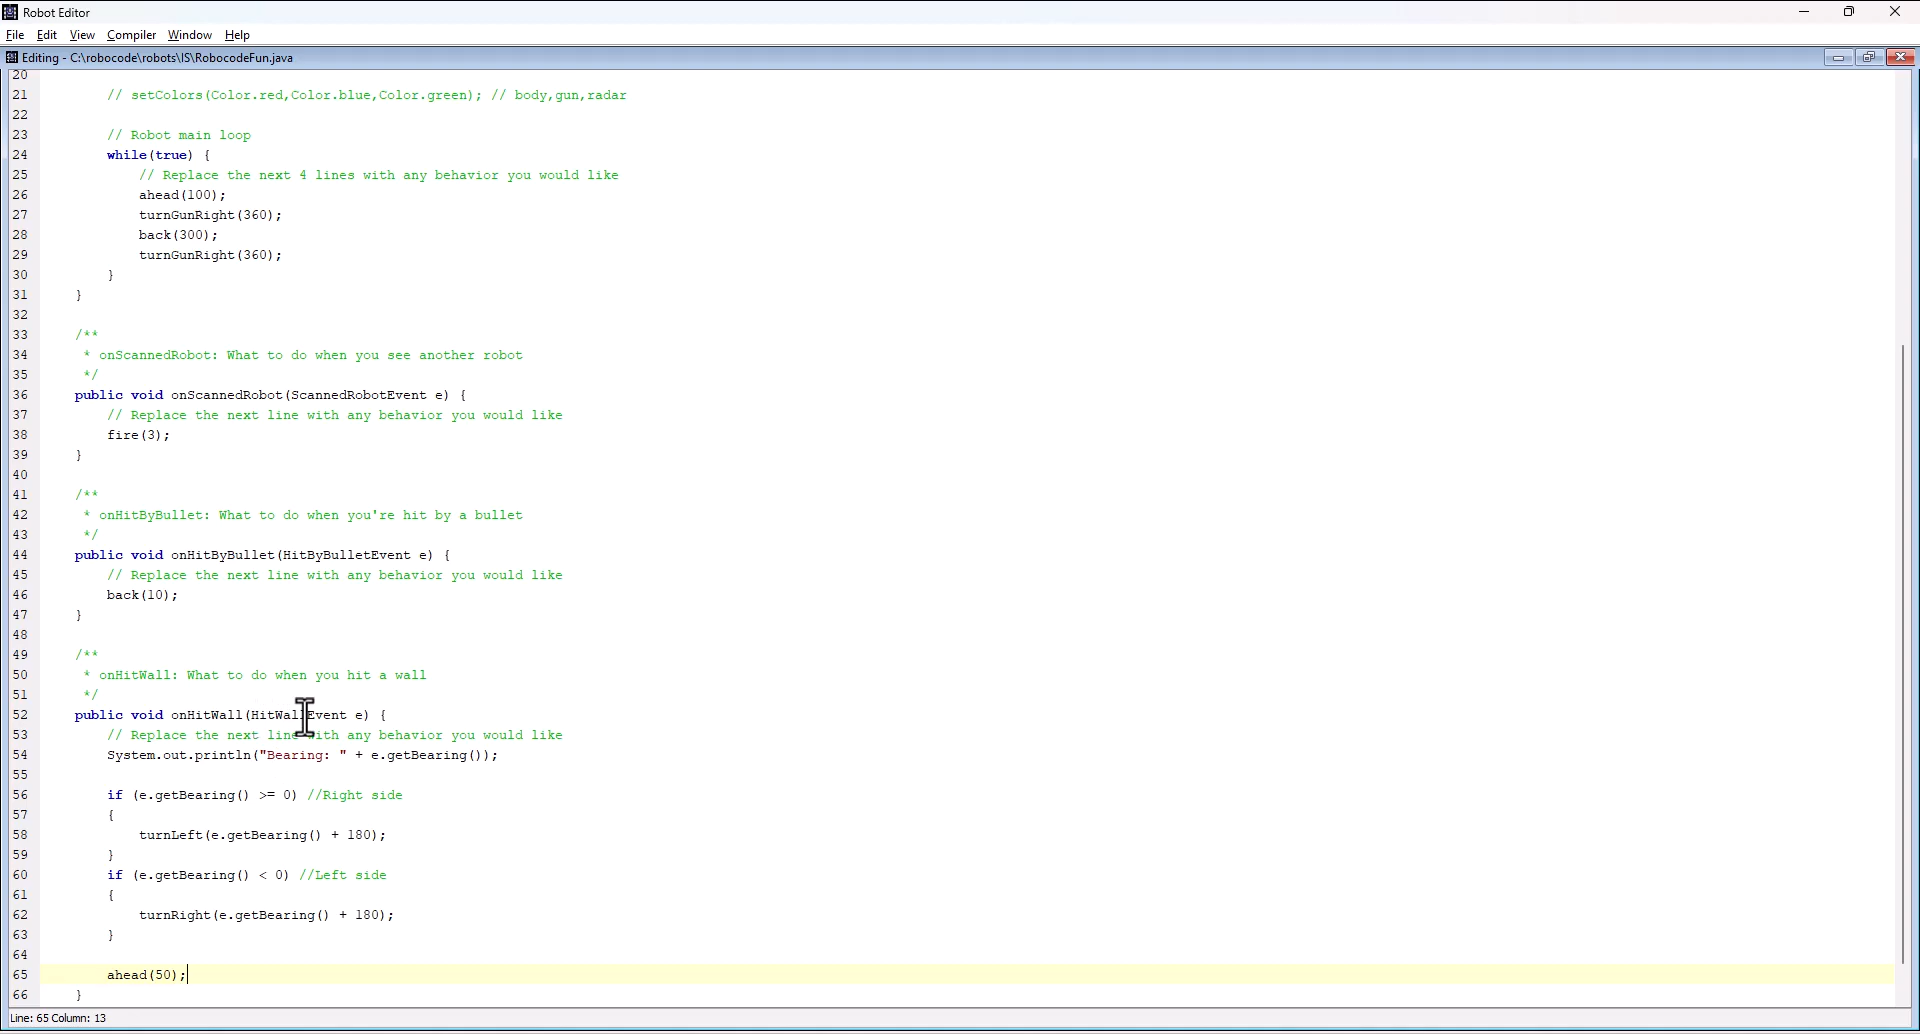 Robot Editor
File Edit View Compiler Window Help
Editing - C:\robocode\robots\IS\RobocodeFun.java
20
21 // setColors(Color.red,Color.blue,Color.green); // body,gun,radar
22
23 // Robot main loop
24 while(true) {
25 // Replace the next 4 lines with any behavior you would like
26 ahead(100);
27 turnGunRight(360);
28 back(300);
29 turnGunRight(360);
30 }
31 }
32
33 /**
34 * onScannedRobot: What to do when you see another robot
35 */
36 public void onScannedRobot(ScannedRobotEvent e) {
37 // Replace the next line with any behavior you would like
38 fire(3);
39 }
40
41 /**
42 * onHitByBullet: What to do when you're hit by a bullet
43 */
44 public void onHitByBullet(HitByBulletEvent e) {
45 // Replace the next line with any behavior you would like
46 back(10);
47 }
48
49 /**
50 * onHitWall: What to do when you hit a wall
51 */
52 public void onHitWall(HitWallEvent e) {
53 // Replace the next line with any behavior you would like
54 System.out.println("Bearing: " + e.getBearing());
55
56 if (e.getBearing() >= 0) //Right side
57 {
58 turnLeft(e.getBearing() + 180);
59 }
60 if (e.getBearing() < 0) //Left side
61 {
62 turnRight(e.getBearing() + 180);
63 }
64
65 ahead(50);
66 }
Line: 65 Column: 13